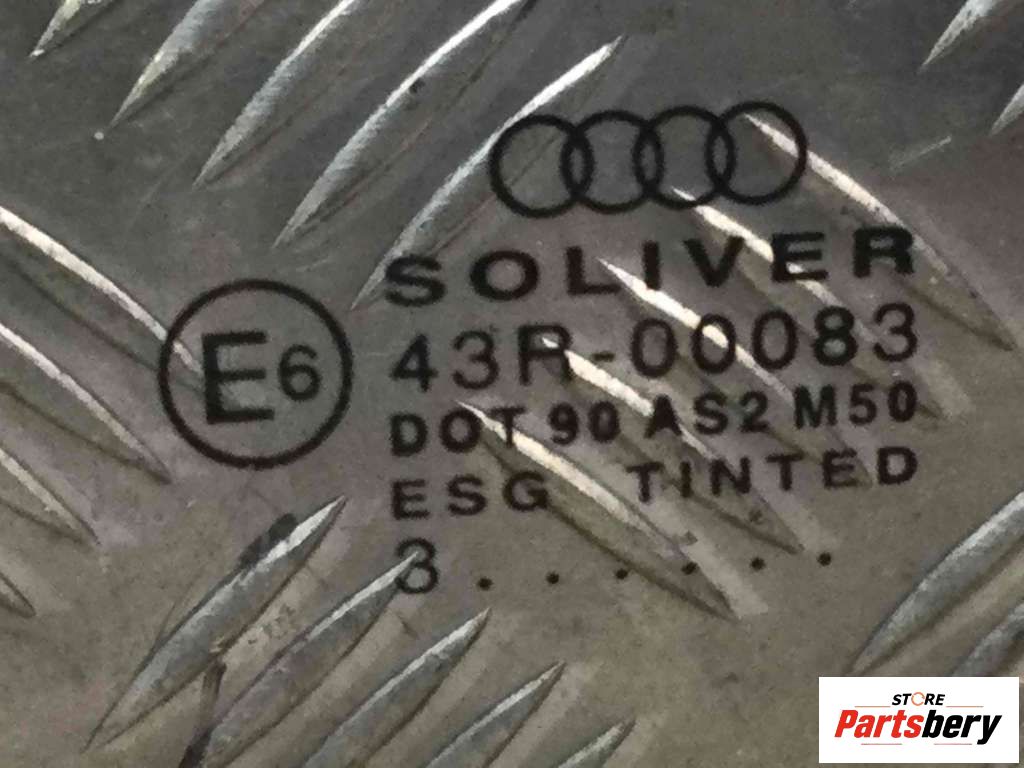 SOLIVER
E6
43R-00083
DOT 90 AS2 M50
ESG TINTED
3......
STORE
Partsbery